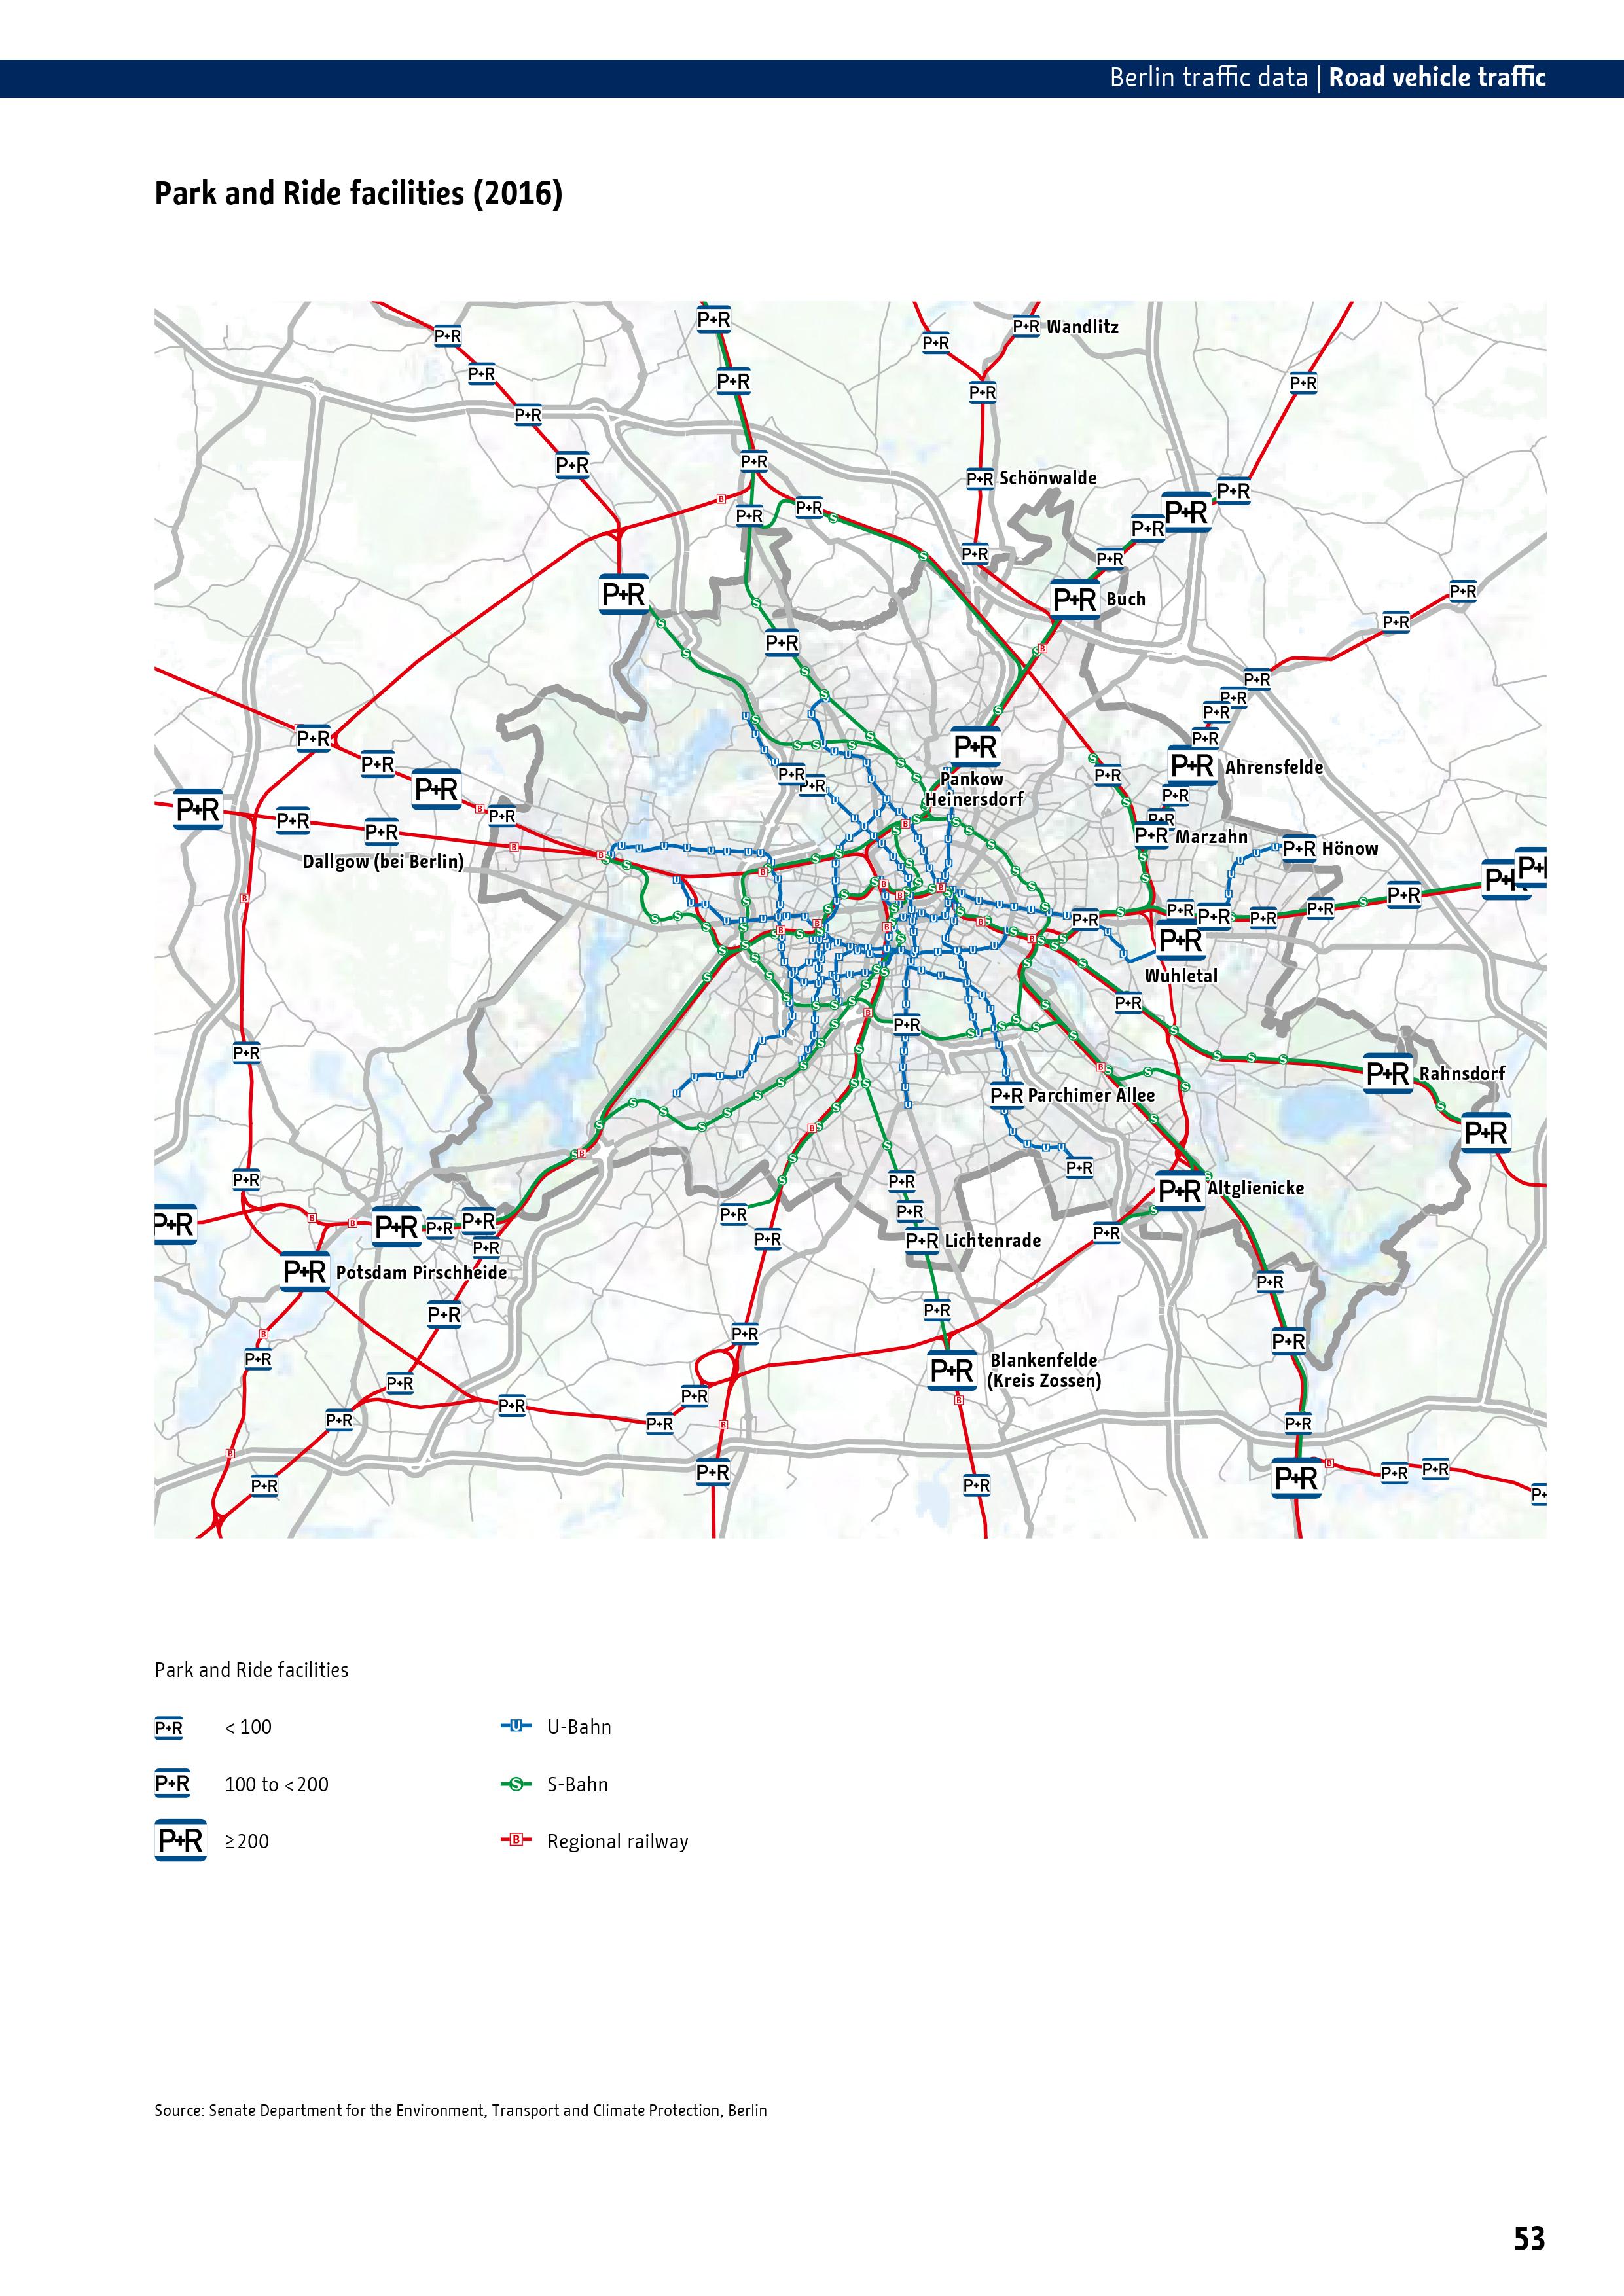 Berlin traffic data | Road vehicle traffic
Park and Ride facilities (2016)
P+R Wandlitz
P+R Schönwalde
P+R Buch
P+R
Pankow
Heinersdorf
P+R Ahrensfelde
P+R Marzahn
P+R Hönow
Dallgow (bei Berlin)
P+R
Wuhletal
P+R Rahnsdorf
P+R Parchimer Allee
P+R Altglienicke
P+R Lichtenrade
P+R Potsdam Pirschheide
P+R Blankenfelde
(Kreis Zossen)
Park and Ride facilities
P+R < 100
U U-Bahn
P+R 100 to <200
S S-Bahn
P+R ≥200
B Regional railway
Source: Senate Department for the Environment, Transport and Climate Protection, Berlin
53